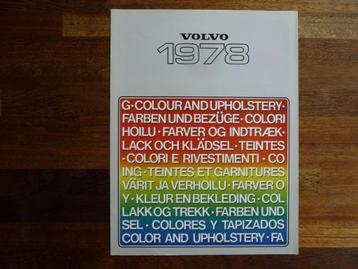 VOLVO
1978
G·COLOUR AND UPHOLSTERY·
FARBEN UND BEZÜGE·COLORI
HOILU·FARVER OG INDTRÆK·
LACK OCH KLÄDSEL·TEINTES
·COLORI E RIVESTIMENTI·CO
ING·TEINTES ET GARNITURES
VÄRIT JA VERHOILU·FARVER O
Y·KLEUR EN BEKLEDING·COL
LAKK OG TREKK·FARBEN UND
SEL·COLORES Y TAPIZADOS
COLOR AND UPHOLSTERY·FA